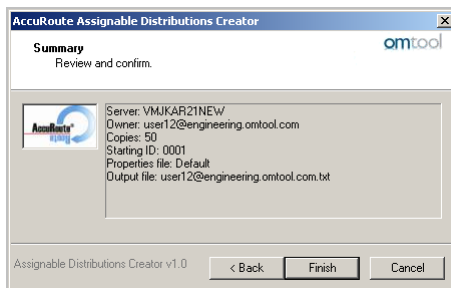 AccuRoute Assignable Distributions Creator
Summary
Review and confirm.
omtool
AccuRoute
Server: VMJKAR21NEW
Owner: user12@engineering.omtool.com
Copies: 50
Starting ID: 0001
Properties file: Default
Output file: user12@engineering.omtool.com.txt
Assignable Distributions Creator v1.0
< Back
Finish
Cancel